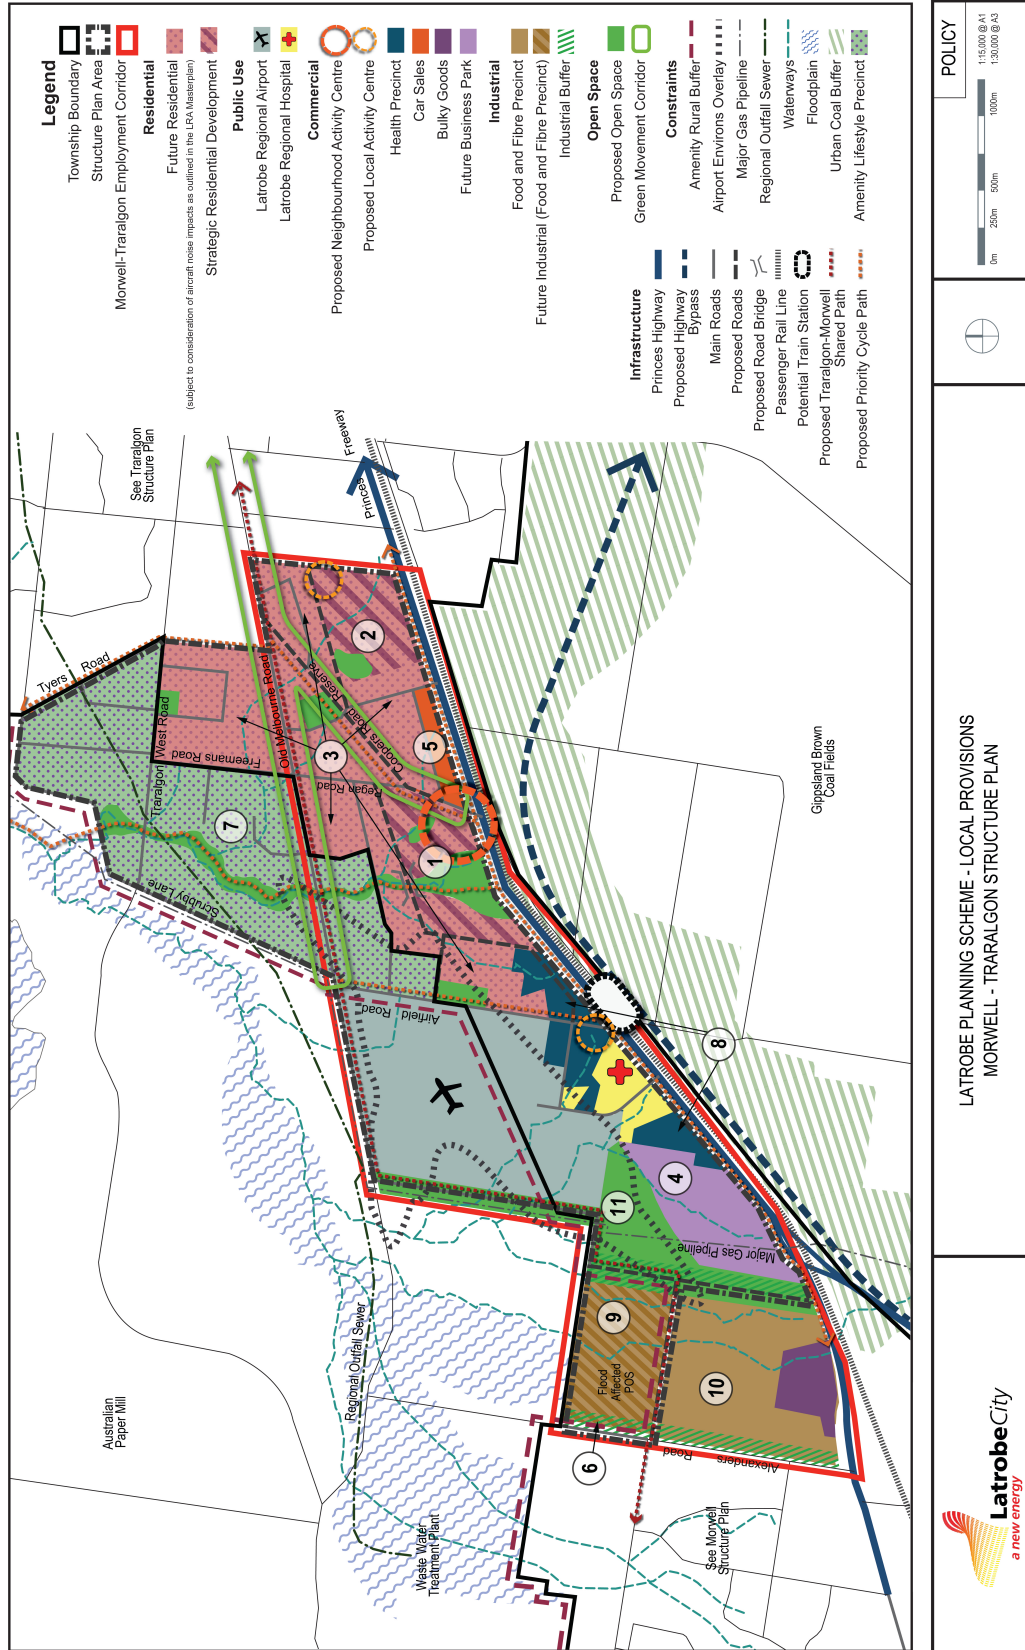 Legend
Township Boundary
Structure Plan Area
Morwell-Traralgon Employment Corridor
Residential
Future Residential
(subject to consideration of aircraft noise impacts as outlined in the LRA Masterplan)
Strategic Residential Development
Public Use
Latrobe Regional Airport
Latrobe Regional Hospital
Commercial
Proposed Neighbourhood Activity Centre
Proposed Local Activity Centre
Health Precinct
Car Sales
Bulky Goods
Future Business Park
Industrial
Food and Fibre Precinct
Future Industrial (Food and Fibre Precinct)
Industrial Buffer
Open Space
Proposed Open Space
Green Movement Corridor
Constraints
Amenity Rural Buffer
Airport Environs Overlay
Major Gas Pipeline
Regional Outfall Sewer
Waterways
Floodplain
Urban Coal Buffer
Amenity Lifestyle Precinct
Infrastructure
Princes Highway
Proposed Highway
Bypass
Main Roads
Proposed Roads
Proposed Road Bridge
Passenger Rail Line
Potential Train Station
Proposed Traralgon-Morwell
Shared Path
Proposed Priority Cycle Path
See Traralgon
Structure Plan
Princes Freeway
Tyers Road
Traralgon West Road
Freemans Road
Old Melbourne Road
Reserve
Coopers Road
Regan Road
Scrubby Lane
Airfield Road
Gippsland Brown
Coal Fields
Major Gas Pipeline
Regional Outfall Sewer
Australian
Paper Mill
Flood
Affected
POS
Alexanders Road
Waste Water
Treatment Plant
See Morwell
Structure Plan
1
2
3
4
5
6
7
8
9
10
11
LatrobeCity
a new energy
LATROBE PLANNING SCHEME - LOCAL PROVISIONS
MORWELL - TRARALGON STRUCTURE PLAN
0m 250m 500m 1000m
1:15,000 @ A1
1:30,000 @ A3
POLICY